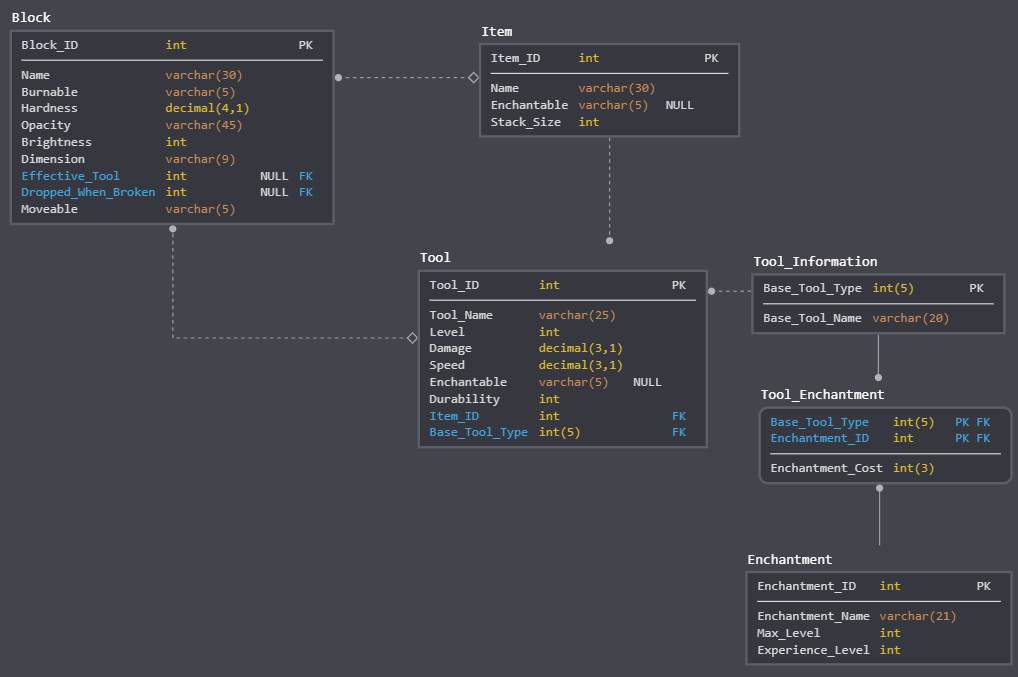 Block
Block_ID int PK
Name varchar(30)
Burnable varchar(5)
Hardness decimal(4,1)
Opacity varchar(45)
Brightness int
Dimension varchar(9)
Effective_Tool int NULL FK
Dropped_When_Broken int NULL FK
Moveable varchar(5)
Item
Item_ID int PK
Name varchar(30)
Enchantable varchar(5) NULL
Stack_Size int
Tool
Tool_ID int PK
Tool_Name varchar(25)
Level int
Damage decimal(3,1)
Speed decimal(3,1)
Enchantable varchar(5) NULL
Durability int
Item_ID int FK
Base_Tool_Type int(5) FK
Tool_Information
Base_Tool_Type int(5) PK
Base_Tool_Name varchar(20)
Tool_Enchantment
Base_Tool_Type int(5) PK FK
Enchantment_ID int PK FK
Enchantment_Cost int(3)
Enchantment
Enchantment_ID int PK
Enchantment_Name varchar(21)
Max_Level int
Experience_Level int